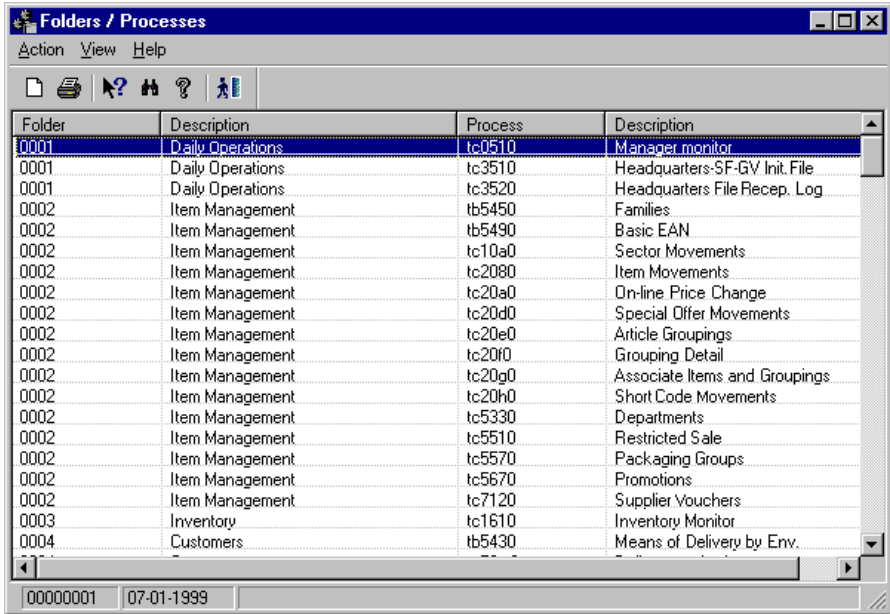 Folders / Processes
Action View Help
Folder Description Process Description
0001 Daily Operations tc0510 Manager monitor
0001 Daily Operations tc3510 Headquarters-SF-GV Init. File
0001 Daily Operations tc3520 Headquarters File Recep. Log
0002 Item Management tb5450 Families
0002 Item Management tb5490 Basic EAN
0002 Item Management tc10a0 Sector Movements
0002 Item Management tc2080 Item Movements
0002 Item Management tc20a0 On-line Price Change
0002 Item Management tc20d0 Special Offer Movements
0002 Item Management tc20e0 Article Groupings
0002 Item Management tc20f0 Grouping Detail
0002 Item Management tc20g0 Associate Items and Groupings
0002 Item Management tc20h0 Short Code Movements
0002 Item Management tc5330 Departments
0002 Item Management tc5510 Restricted Sale
0002 Item Management tc5570 Packaging Groups
0002 Item Management tc5670 Promotions
0002 Item Management tc7120 Supplier Vouchers
0003 Inventory tc1610 Inventory Monitor
0004 Customers tb5430 Means of Delivery by Env.
00000001 07-01-1999